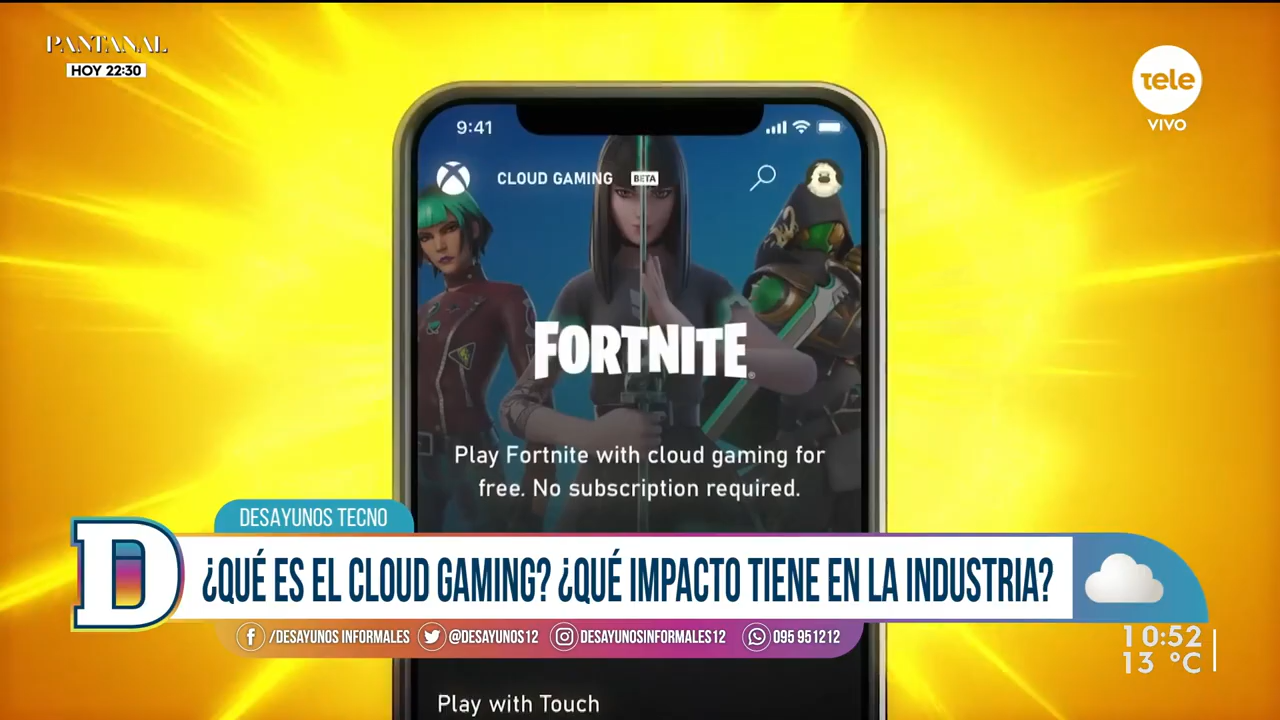 PANTANAL
HOY 22:30
tele
VIVO
9:41
CLOUD GAMING BETA
FORTNITE
Play Fortnite with cloud gaming for
free. No subscription required.
DESAYUNOS TECNO
D
¿QUÉ ES EL CLOUD GAMING? ¿QUÉ IMPACTO TIENE EN LA INDUSTRIA?
/DESAYUNOS INFORMALES @DESAYUNOS12 DESAYUNOSINFORMALES12 095 951212
10:52
13 °C
Play with Touch